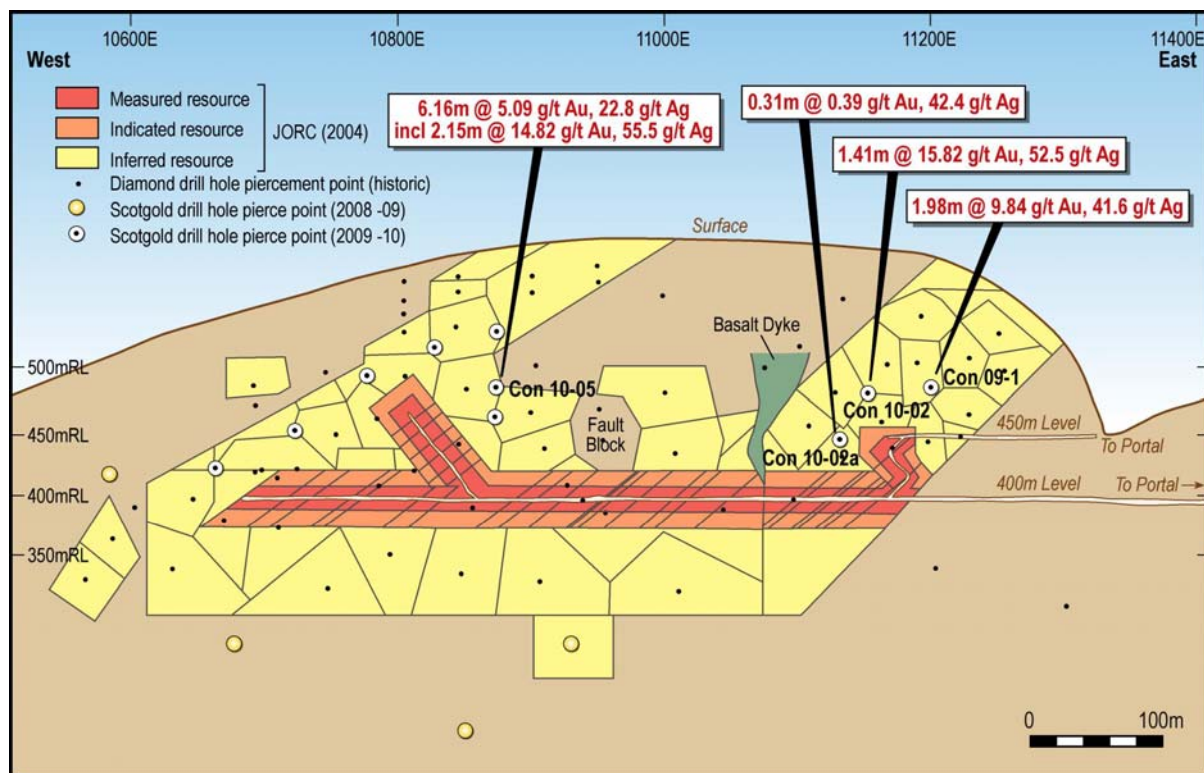 10600E
10800E
11000E
11200E
11400E
West
East
Measured resource
Indicated resource
JORC (2004)
Inferred resource
Diamond drill hole piercement point (historic)
Scotgold drill hole pierce point (2008 -09)
Scotgold drill hole pierce point (2009 -10)
6.16m @ 5.09 g/t Au, 22.8 g/t Ag
incl 2.15m @ 14.82 g/t Au, 55.5 g/t Ag
0.31m @ 0.39 g/t Au, 42.4 g/t Ag
1.41m @ 15.82 g/t Au, 52.5 g/t Ag
1.98m @ 9.84 g/t Au, 41.6 g/t Ag
Surface
Basalt Dyke
500mRL
Con 10-05
Con 09-1
Con 10-02
Fault
Block
450m Level
450mRL
To Portal
Con 10-02a
400m Level
To Portal
400mRL
350mRL
0
100m